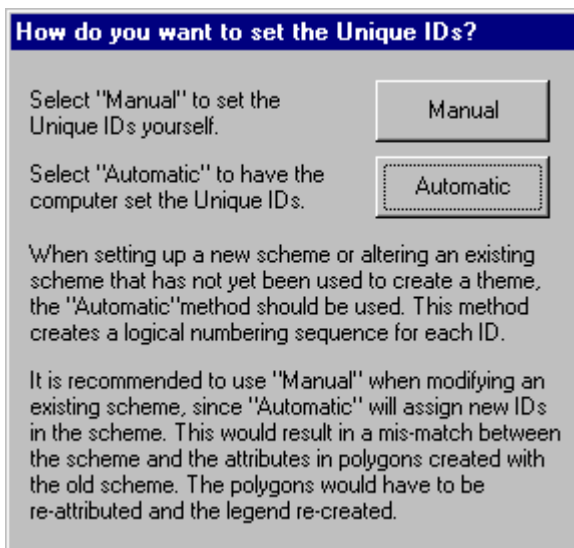 How do you want to set the Unique IDs?
Select "Manual" to set the
Unique IDs yourself.
Manual
Select "Automatic" to have the
computer set the Unique IDs.
Automatic
When setting up a new scheme or altering an existing
scheme that has not yet been used to create a theme,
the "Automatic"method should be used. This method
creates a logical numbering sequence for each ID.
It is recommended to use "Manual" when modifying an
existing scheme, since "Automatic" will assign new IDs
in the scheme. This would result in a mis-match between
the scheme and the attributes in polygons created with
the old scheme. The polygons would have to be
re-attributed and the legend re-created.